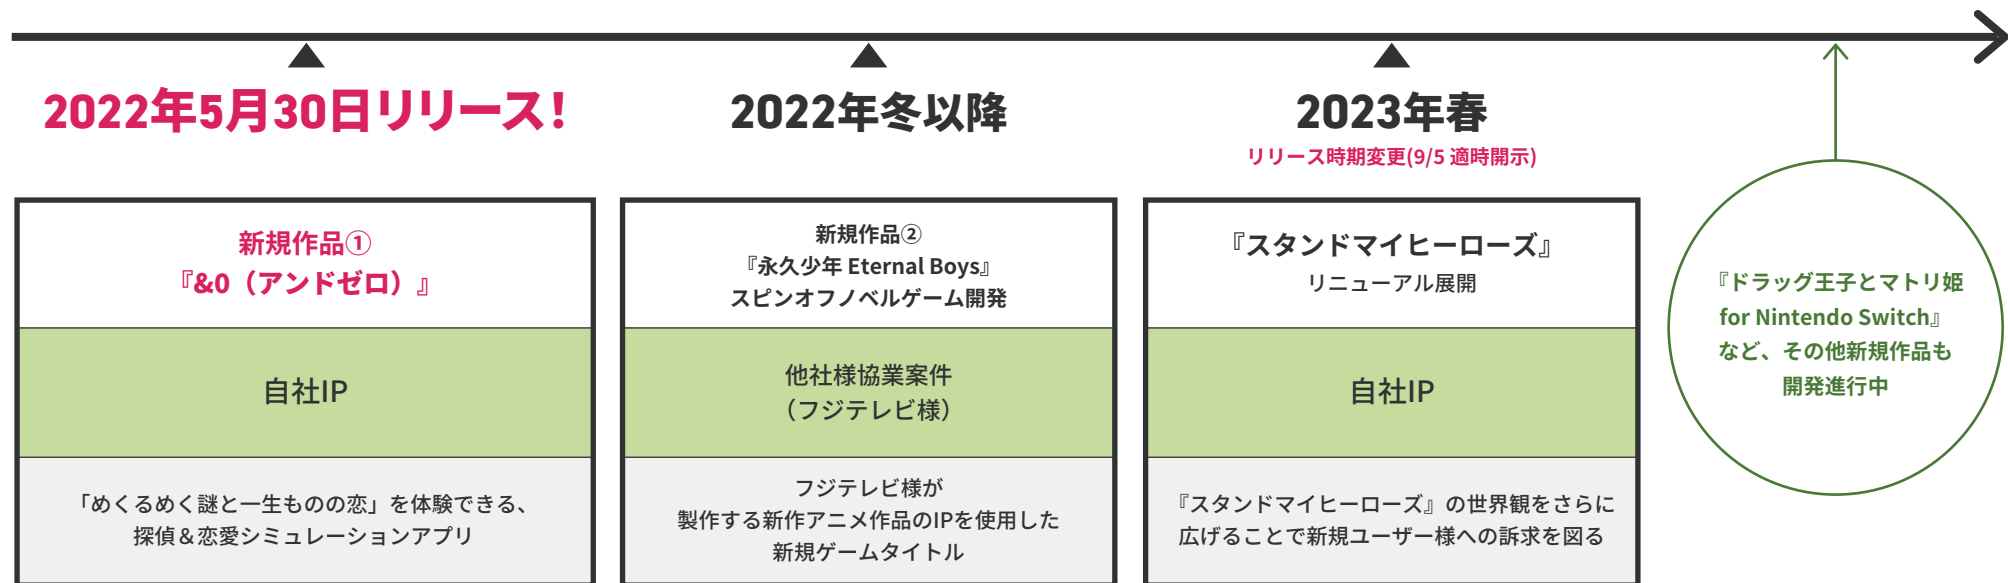 2022年5月30日リリース！
新規作品①
『&0（アンドゼロ）』
自社IP
「めくるめく謎と一生ものの恋」を体験できる、
探偵＆恋愛シミュレーションアプリ
2022年冬以降
新規作品②
『永久少年 Eternal Boys』
スピンオフノベルゲーム開発
他社様協業案件
（フジテレビ様）
フジテレビ様が
製作する新作アニメ作品のIPを使用した
新規ゲームタイトル
2023年春
リリース時期変更(9/5 適時開示)
『スタンドマイヒーローズ』
リニューアル展開
自社IP
『スタンドマイヒーローズ』の世界観をさらに
広げることで新規ユーザー様への訴求を図る
『ドラッグ王子とマトリ姫
for Nintendo Switch』
など、その他新規作品も
開発進行中